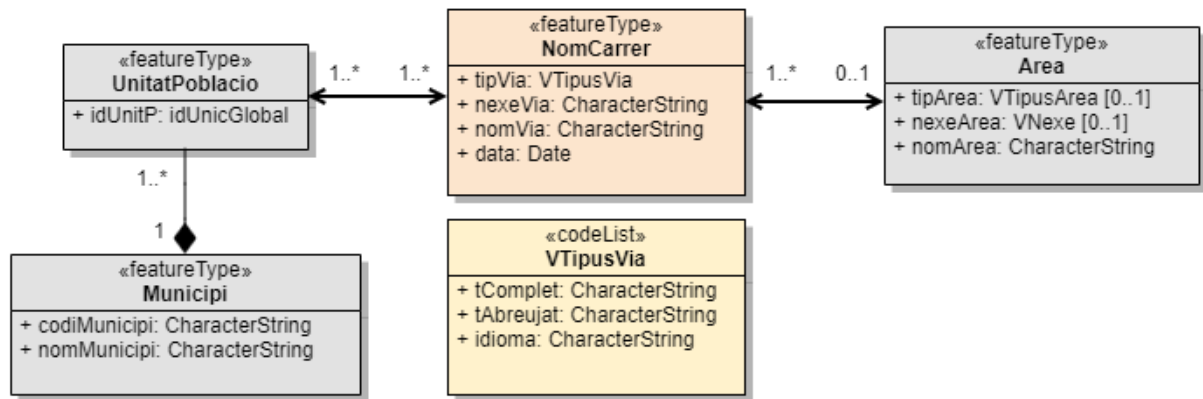 «featureType»
UnitatPoblacio
+ idUnitP: idUnicGlobal
1..*
1..*
«featureType»
NomCarrer
+ tipVia: VTipusVia
+ nexeVia: CharacterString
+ nomVia: CharacterString
+ data: Date
1..*
0..1
«featureType»
Area
+ tipArea: VTipusArea [0..1]
+ nexeArea: VNexe [0..1]
+ nomArea: CharacterString
1..*
1
«featureType»
Municipi
+ codiMunicipi: CharacterString
+ nomMunicipi: CharacterString
«codeList»
VTipusVia
+ tComplet: CharacterString
+ tAbreujat: CharacterString
+ idioma: CharacterString